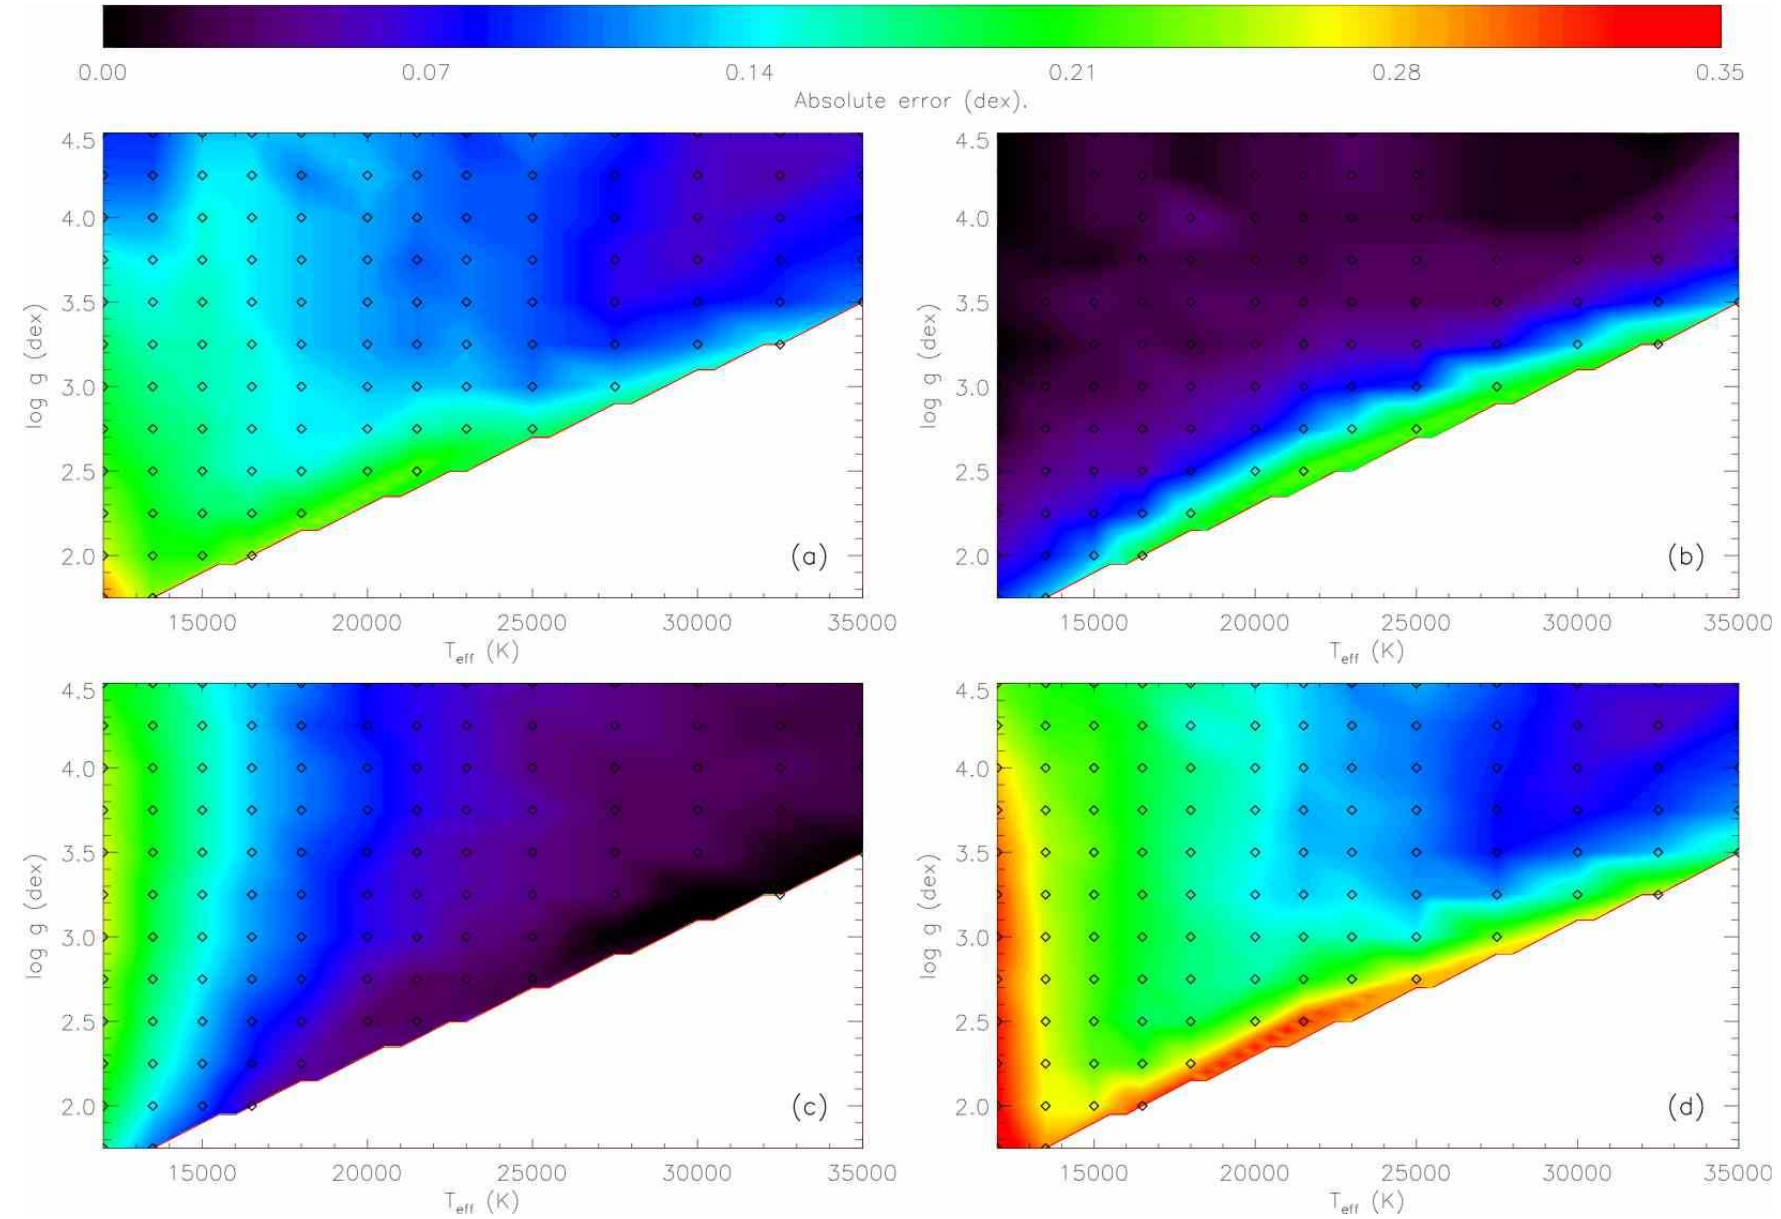 0.00 0.07 0.14 0.21 0.28 0.35
Absolute error (dex).
4.5
4.0
3.5
3.0
2.5
2.0
log g (dex)
(a)
15000 20000 25000 30000 35000
T_eff (K)
4.5
4.0
3.5
3.0
2.5
2.0
log g (dex)
(b)
15000 20000 25000 30000 35000
T_eff (K)
4.5
4.0
3.5
3.0
2.5
2.0
log g (dex)
(c)
15000 20000 25000 30000 35000
T_eff (K)
4.5
4.0
3.5
3.0
2.5
2.0
log g (dex)
(d)
15000 20000 25000 30000 35000
T_eff (K)